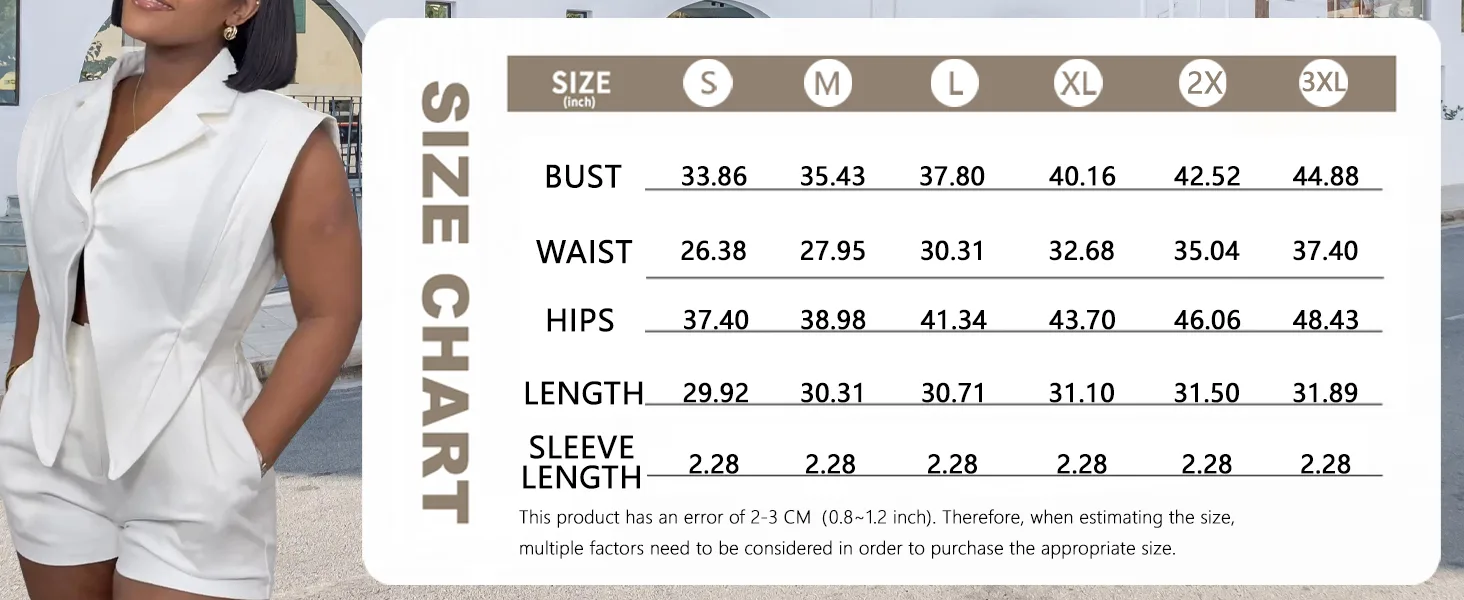 SIZE CHART
SIZE S M L XL 2X 3XL
(inch)
BUST 33.86 35.43 37.80 40.16 42.52 44.88
WAIST 26.38 27.95 30.31 32.68 35.04 37.40
HIPS 37.40 38.98 41.34 43.70 46.06 48.43
LENGTH 29.92 30.31 30.71 31.10 31.50 31.89
SLEEVE
LENGTH 2.28 2.28 2.28 2.28 2.28 2.28
This product has an error of 2-3 CM (0.8~1.2 inch). Therefore, when estimating the size,
multiple factors need to be considered in order to purchase the appropriate size.